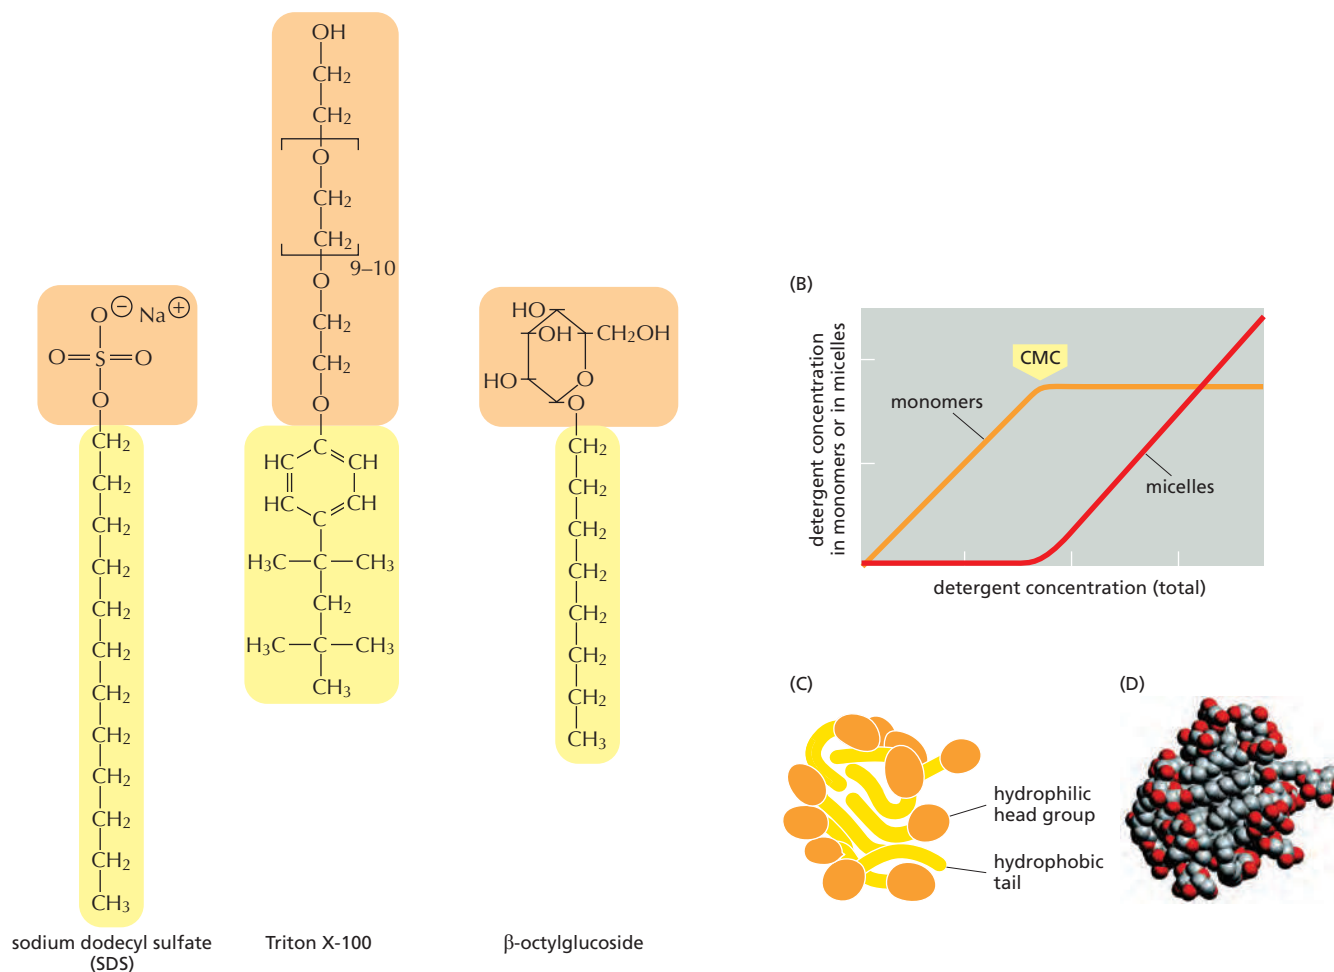 O⊖ Na⊕
O=S=O
O
CH₂
CH₂
CH₂
CH₂
CH₂
CH₂
CH₂
CH₂
CH₂
CH₂
CH₂
CH₃
sodium dodecyl sulfate
(SDS)
OH
CH₂
CH₂
O
CH₂
CH₂
9–10
O
CH₂
CH₂
O
C
HC CH
HC CH
C
H₃C—C—CH₃
CH₂
H₃C—C—CH₃
CH₃
Triton X-100
HO
OH CH₂OH
HO O
O
CH₂
CH₂
CH₂
CH₂
CH₂
CH₂
CH₂
CH₃
β-octylglucoside
(B)
detergent concentration
in monomers or in micelles
CMC
monomers
micelles
detergent concentration (total)
(C)
hydrophilic
head group
hydrophobic
tail
(D)